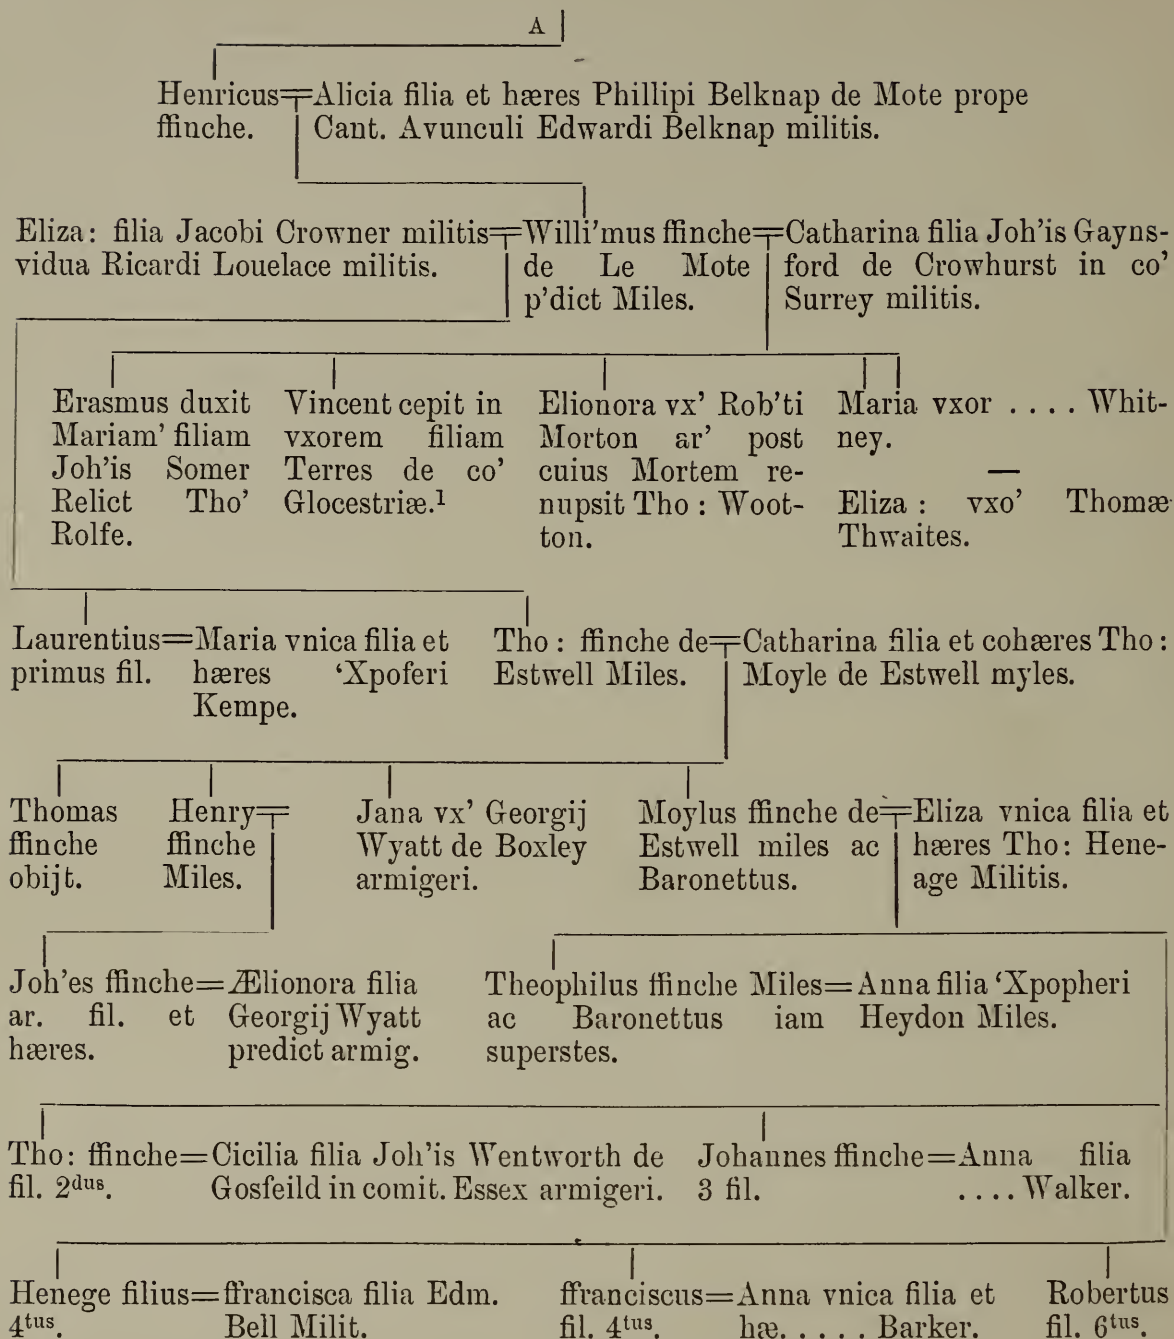 A
Henricus=Alicia filia et hæres Phillipi Belknap de Mote prope
ffinche. Cant. Avunculi Edwardi Belknap militis.
Eliza: filia Jacobi Crowner militis=Willi'mus ffinche=Catharina filia Joh'is Gayns-
vidua Ricardi Louelace militis. de Le Mote ford de Crowhurst in co'
p'dict Miles. Surrey militis.
Erasmus duxit Vincent cepit in Elionora vx' Rob'ti Maria vxor .... Whit-
Mariam' filiam vxorem filiam Morton ar' post ney.
Joh'is Somer Terres de co' cuius Mortem re- —
Relict Tho' Glocestriæ.¹ nupsit Tho: Woot- Eliza: vxo' Thomæ
Rolfe. ton. Thwaites.
Laurentius=Maria vnica filia et Tho: ffinche de=Catharina filia et cohæres Tho:
primus fil. hæres 'Xpoferi Estwell Miles. Moyle de Estwell myles.
Kempe.
Thomas Henry= Jana vx' Georgij Moylus ffinche de=Eliza vnica filia et
ffinche ffinche Wyatt de Boxley Estwell miles ac hæres Tho: Hene-
obijt. Miles. armigeri. Baronettus. age Militis.
Joh'es ffinche=Ælionora filia Theophilus ffinche Miles=Anna filia 'Xpopheri
ar. fil. et Georgij Wyatt ac Baronettus iam Heydon Miles.
hæres. predict armig. superstes.
Tho: ffinche=Cicilia filia Joh'is Wentworth de Johannes ffinche=Anna filia
fil. 2dus. Gosfeild in comit. Essex armigeri. 3 fil. .... Walker.
Henege filius=ffrancisca filia Edm. ffranciscus=Anna vnica filia et Robertus
4tus. Bell Milit. fil. 4tus. hæ..... Barker. fil. 6tus.